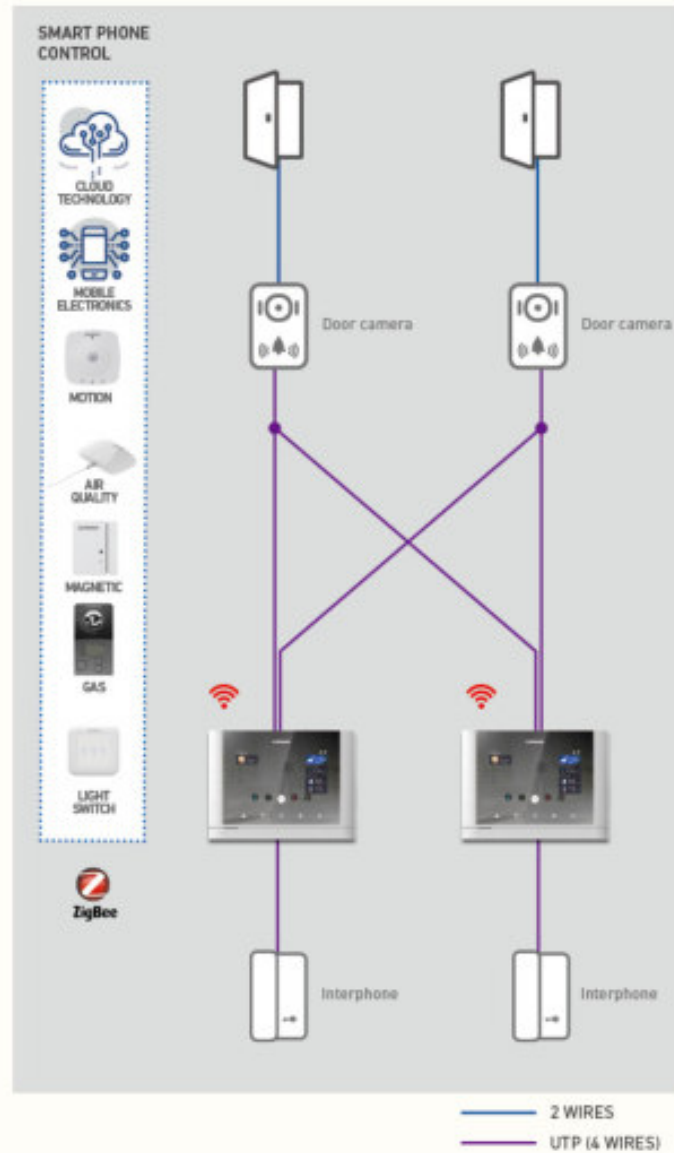 SMART PHONE
CONTROL
CLOUD
TECHNOLOGY
MOBILE
ELECTRONICS
MOTION
AIR
QUALITY
MAGNETIC
GAS
LIGHT
SWITCH
ZigBee
Door camera
Door camera
Interphone
Interphone
2 WIRES
UTP (4 WIRES)